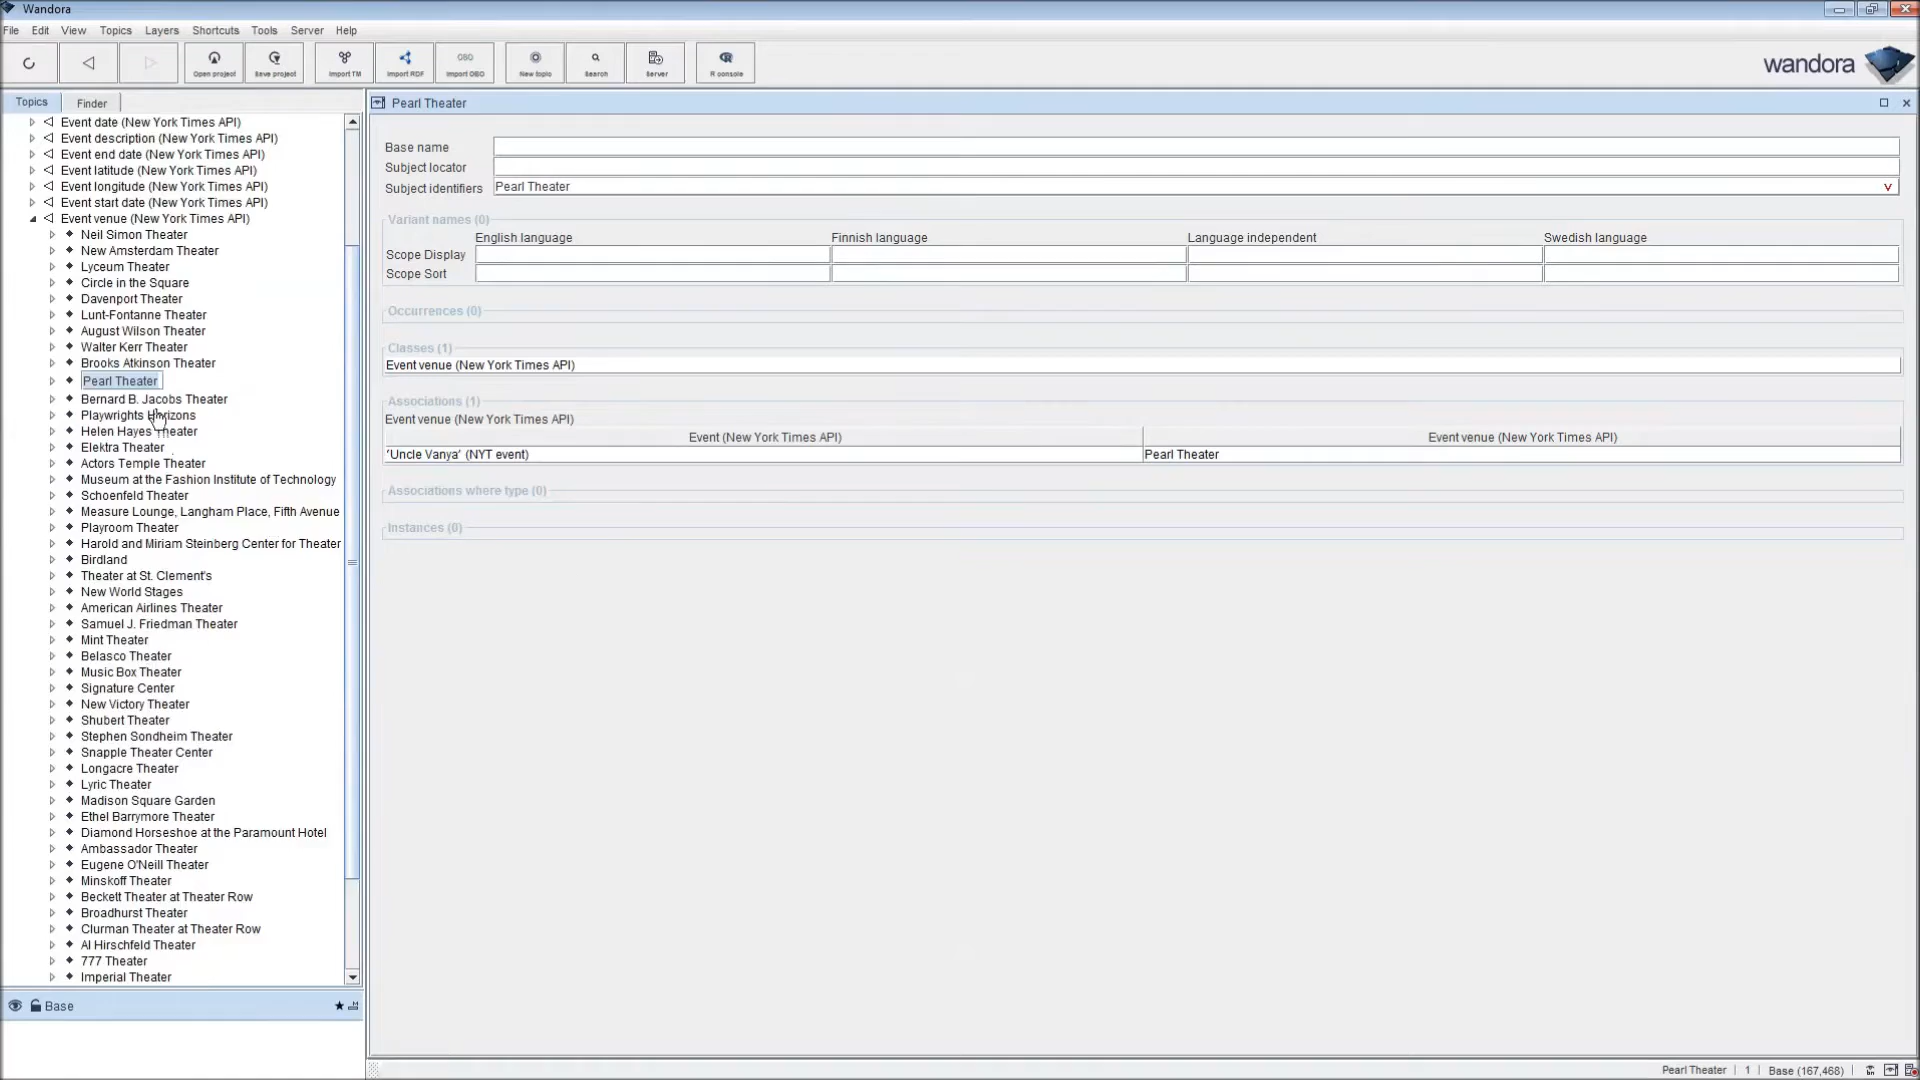 Wandora
File Edit View Topics Layers Shortcuts Tools Server Help
Open project Save project Import TM Import RDF OBO Import OBO New topic Search Server R console
wandora
Topics Finder
Pearl Theater
Event date (New York Times API)
Event description (New York Times API)
Event end date (New York Times API)
Event latitude (New York Times API)
Event longitude (New York Times API)
Event start date (New York Times API)
Event venue (New York Times API)
Neil Simon Theater
New Amsterdam Theater
Lyceum Theater
Circle in the Square
Davenport Theater
Lunt-Fontanne Theater
August Wilson Theater
Walter Kerr Theater
Brooks Atkinson Theater
Pearl Theater
Bernard B. Jacobs Theater
Playwrights Horizons
Helen Hayes Theater
Elektra Theater
Actors Temple Theater
Museum at the Fashion Institute of Technology
Schoenfeld Theater
Measure Lounge, Langham Place, Fifth Avenue
Playroom Theater
Harold and Miriam Steinberg Center for Theater
Birdland
Theater at St. Clement's
New World Stages
American Airlines Theater
Samuel J. Friedman Theater
Mint Theater
Belasco Theater
Music Box Theater
Signature Center
New Victory Theater
Shubert Theater
Stephen Sondheim Theater
Snapple Theater Center
Longacre Theater
Lyric Theater
Madison Square Garden
Ethel Barrymore Theater
Diamond Horseshoe at the Paramount Hotel
Ambassador Theater
Eugene O'Neill Theater
Minskoff Theater
Beckett Theater at Theater Row
Broadhurst Theater
Clurman Theater at Theater Row
Al Hirschfeld Theater
777 Theater
Imperial Theater
Base
Base name
Subject locator
Subject identifiers Pearl Theater v
Variant names (0)
English language Finnish language Language independent Swedish language
Scope Display
Scope Sort
Occurrences (0)
Classes (1)
Event venue (New York Times API)
Associations (1)
Event venue (New York Times API)
Event (New York Times API) Event venue (New York Times API)
'Uncle Vanya' (NYT event) Pearl Theater
Associations where type (0)
Instances (0)
Pearl Theater 1 Base (167,468)